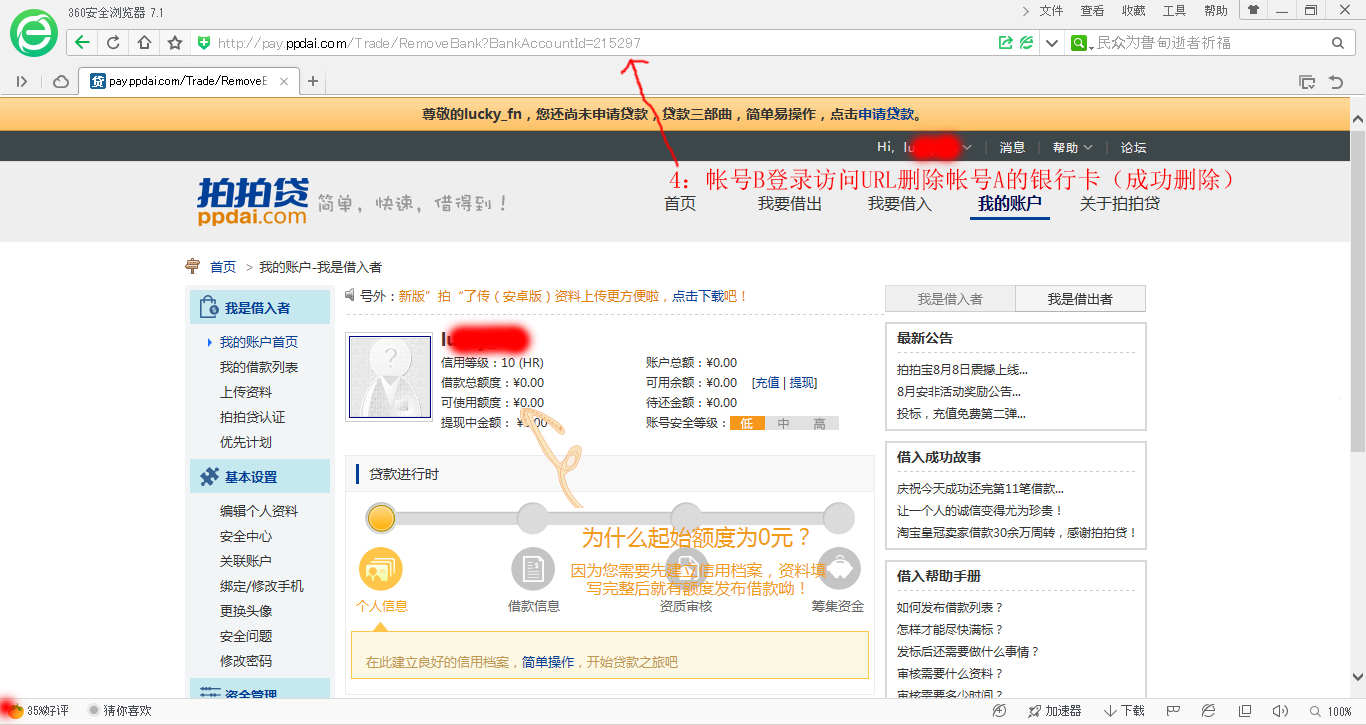 360安全浏览器 7.1
文件 查看 收藏 工具 帮助
http://pay.ppdai.com/Trade/RemoveBank?BankAccountId=215297
民众为鲁甸逝者祈福
贷 pay.ppdai.com/Trade/RemoveE
尊敬的lucky_fn，您还尚未申请贷款，贷款三部曲，简单易操作，点击申请贷款。
Hi, lu 消息 帮助 论坛
4：帐号B登录访问URL删除帐号A的银行卡（成功删除）
拍拍贷
ppdai.com
简单，快速，借得到！
首页 我要借出 我要借入 我的账户 关于拍拍贷
首页 > 我的账户-我是借入者
我是借入者
我的账户首页
我的借款列表
上传资料
拍拍贷认证
优先计划
基本设置
编辑个人资料
安全中心
关联账户
绑定/修改手机
更换头像
安全问题
修改密码
资金管理
号外：新版”拍“了传（安卓版）资料上传更方便啦，点击下载吧！
lu
信用等级：10 (HR)
借款总额度：¥0.00
可使用额度：¥0.00
提现中金额：¥0.00
账户总额：¥0.00
可用余额：¥0.00 [充值 | 提现]
待还金额：¥0.00
账号安全等级： 低 中 高
贷款进行时
为什么起始额度为0元？
因为您需要先建立信用档案，资料填
写完整后就有额度发布借款呦！
个人信息 借款信息 资质审核 筹集资金
在此建立良好的信用档案，简单操作，开始贷款之旅吧
我是借入者 我是借出者
最新公告
拍拍宝8月8日震撼上线...
8月安非活动奖励公告...
投标，充值免费第二弹...
借入成功故事
庆祝今天成功还完第11笔借款...
让一个人的诚信变得尤为珍贵！
淘宝皇冠卖家借款30余万周转，感谢拍拍贷！
借入帮助手册
如何发布借款列表？
怎样才能尽快满标？
发标后还需要做什么事情？
审核需要什么资料？
审核需要多少时间？
35%好评 猜你喜欢 加速器 下载 100%